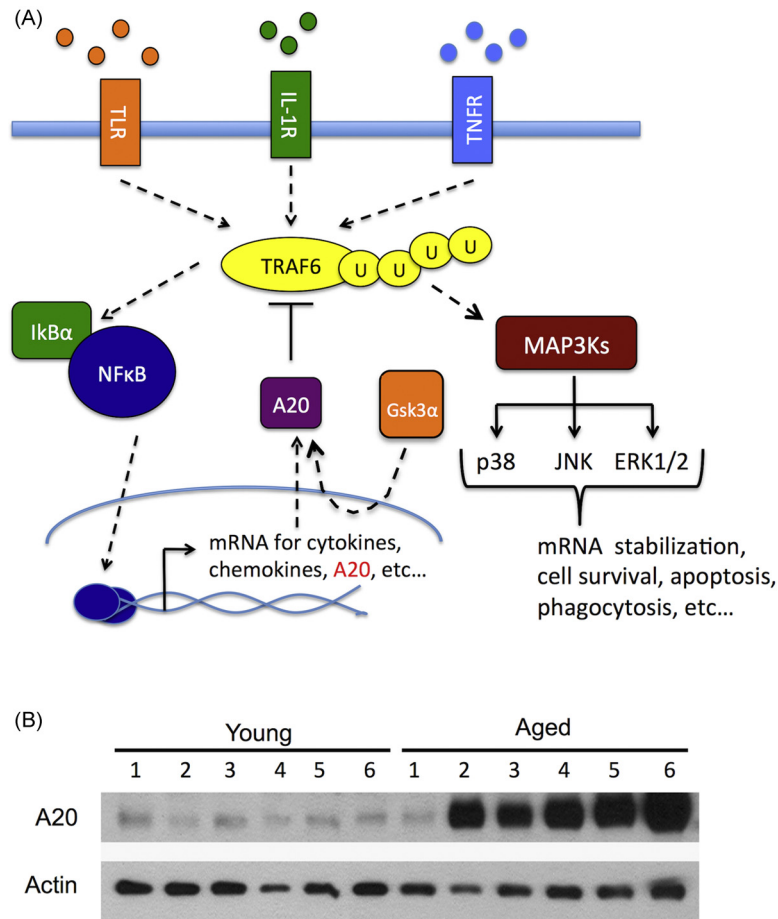 (A)
TLR
IL-1R
TNFR
TRAF6
U
U
U
U
IkBα
NFκB
MAP3Ks
A20
Gsk3α
p38 JNK ERK1/2
mRNA for cytokines,
chemokines, A20, etc...
mRNA stabilization,
cell survival, apoptosis,
phagocytosis, etc...
(B)
Young Aged
1 2 3 4 5 6 1 2 3 4 5 6
A20
Actin